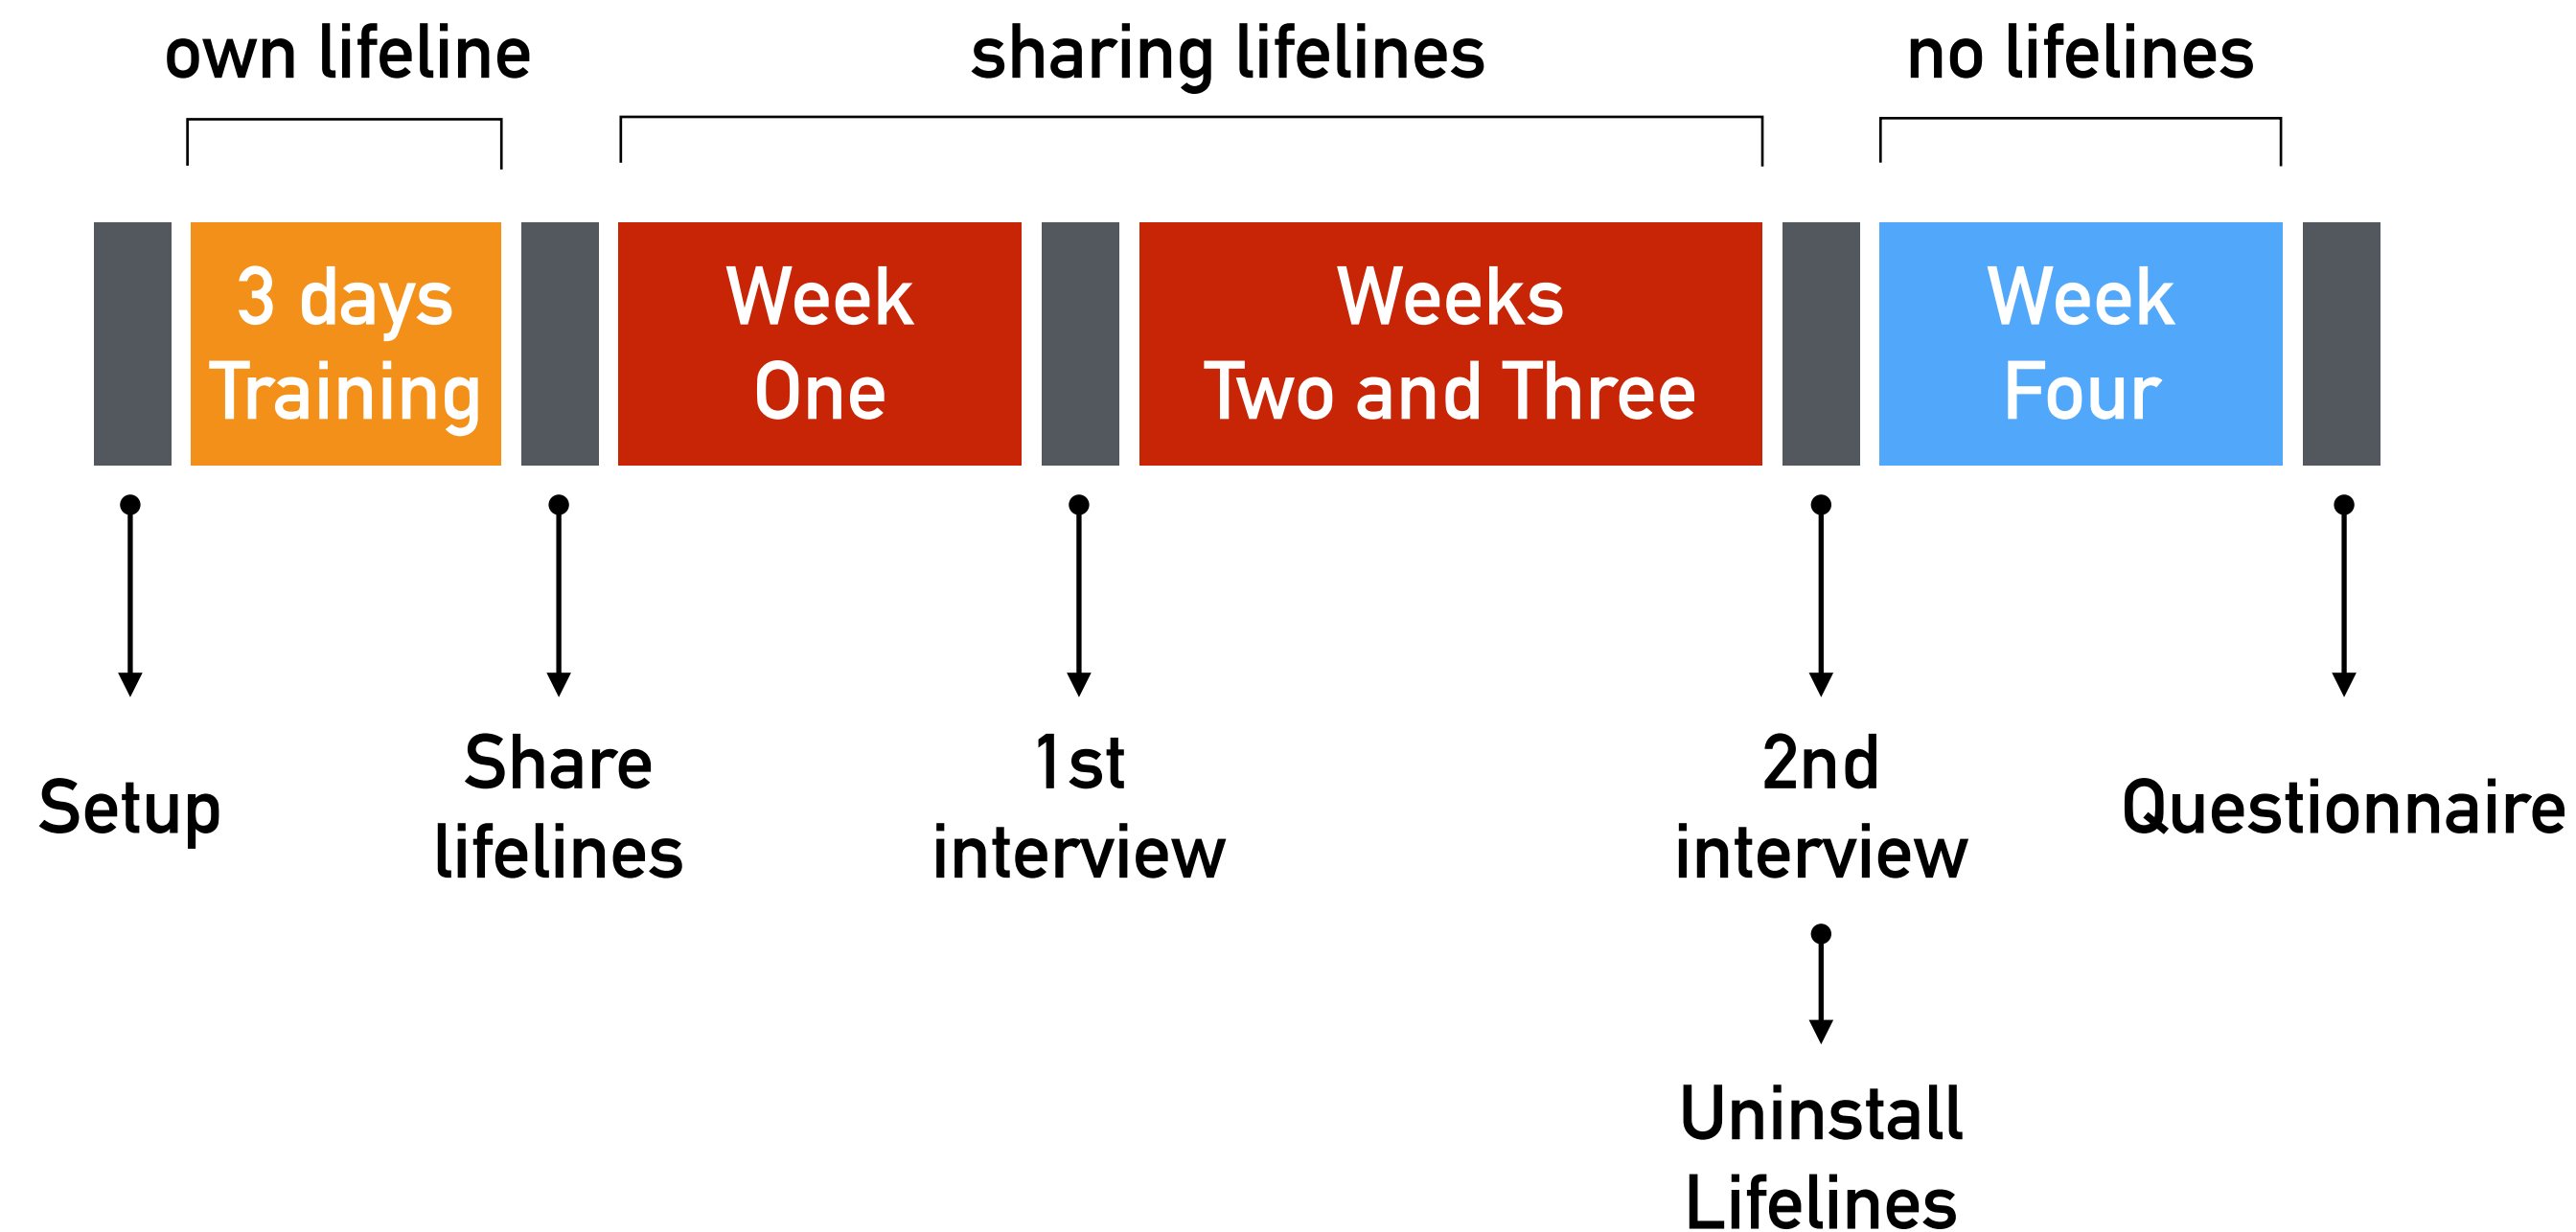 own lifeline
sharing lifelines
no lifelines
3 days
Training
Week
One
Weeks
Two and Three
Week
Four
Setup
Share
lifelines
1st
interview
2nd
interview
Questionnaire
Uninstall
Lifelines